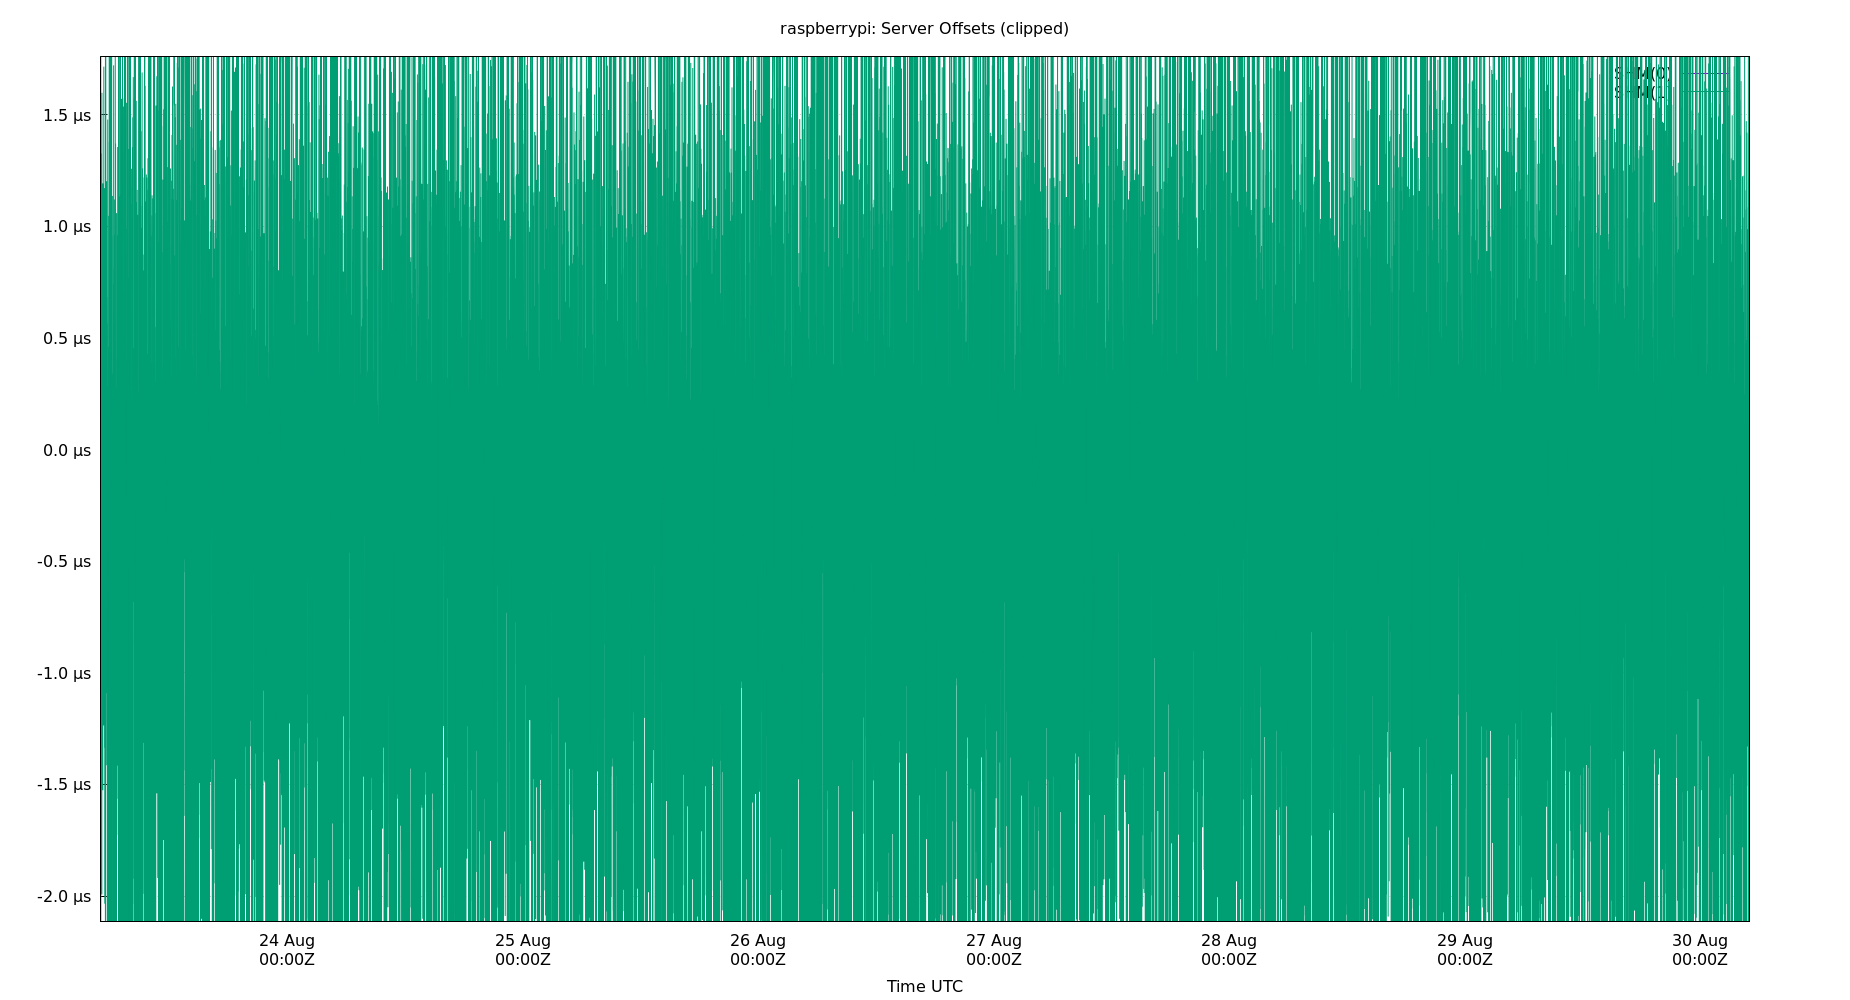 raspberrypi: Server Offsets (clipped)
SHM(0)
1.5 µs
1.0 µs
0.5 µs
0.0 µs
-0.5 µs
-1.0 µs
-1.5 µs
-2.0 µs
24 Aug 25 Aug 26 Aug 27 Aug 28 Aug 29 Aug 30 Aug
00:00Z 00:00Z 00:00Z 00:00Z 00:00Z 00:00Z 00:00Z
Time UTC